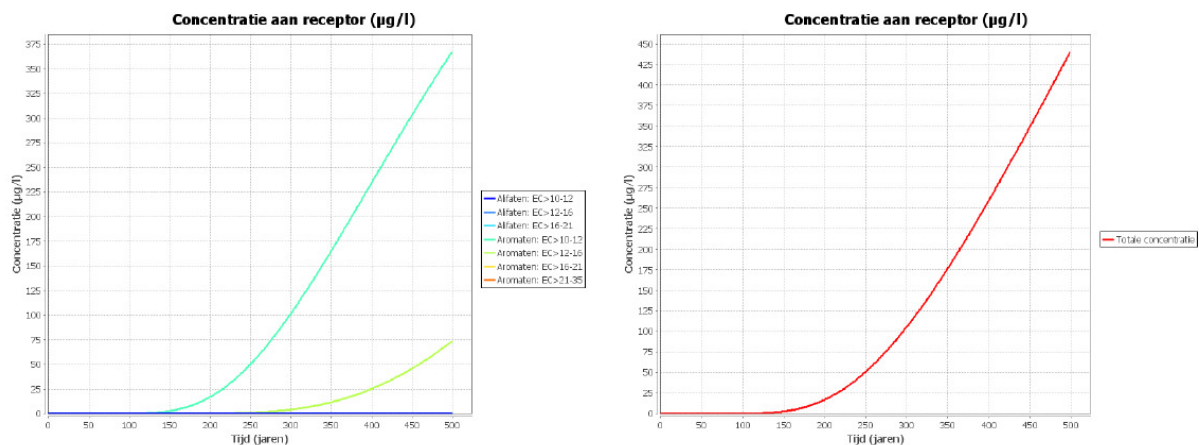 Concentratie aan receptor (µg/l)
375
350
325
300
275
250
225
200
175
150
125
100
75
50
25
0
Concentratie (µg/l)
0 50 100 150 200 250 300 350 400 450 500
Tijd (jaren)
Alifaten: EC>10-12
Alifaten: EC>12-16
Alifaten: EC>16-21
Aromaten: EC>10-12
Aromaten: EC>12-16
Aromaten: EC>16-21
Aromaten: EC>21-35
Concentratie aan receptor (µg/l)
450
425
400
375
350
325
300
275
250
225
200
175
150
125
100
75
50
25
0
Concentratie (µg/l)
0 50 100 150 200 250 300 350 400 450 500
Tijd (jaren)
Totale concentratie